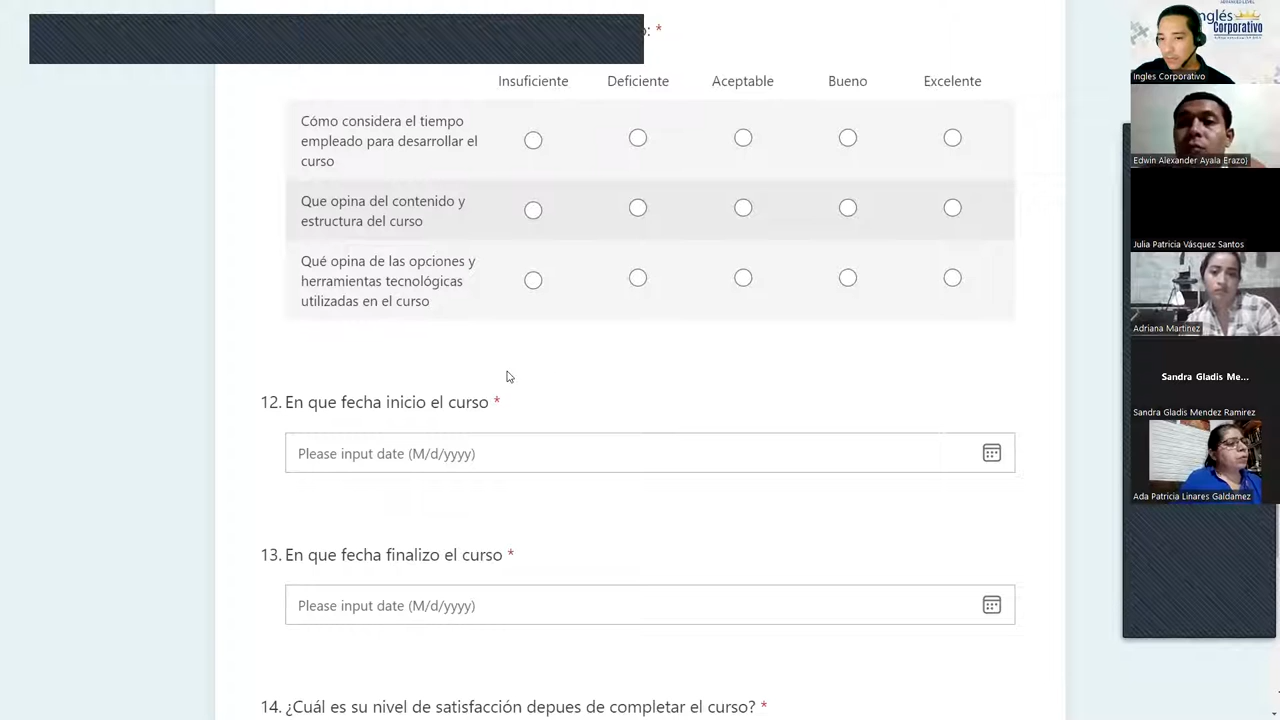 o: *
Insuficiente Deficiente Aceptable Bueno Excelente
Cómo considera el tiempo
empleado para desarrollar el
curso
Que opina del contenido y
estructura del curso
Qué opina de las opciones y
herramientas tecnológicas
utilizadas en el curso
12. En que fecha inicio el curso *
Please input date (M/d/yyyy)
13. En que fecha finalizo el curso *
Please input date (M/d/yyyy)
14. ¿Cuál es su nivel de satisfacción depues de completar el curso? *
Inglés
Corporativo
Ingles Corporativo
Edwin Alexander Ayala Erazo)
Julia Patricia Vásquez Santos
Adriana Martinez
Sandra Gladis Me...
Sandra Gladis Mendez Ramirez
Ada Patricia Linares Galdamez